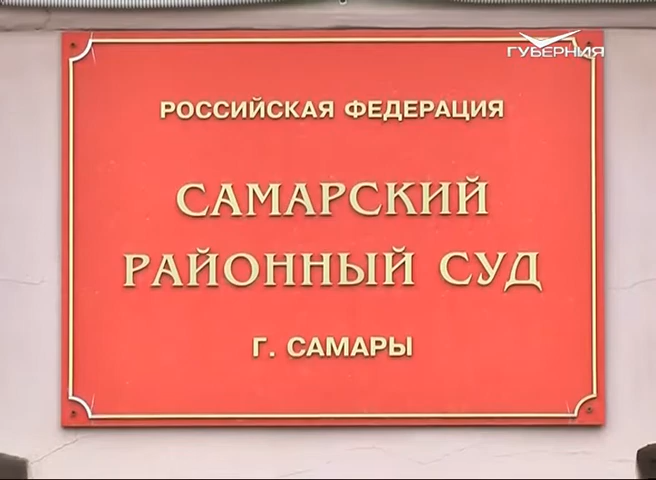 ГУБЕРНИЯ
РОССИЙСКАЯ ФЕДЕРАЦИЯ
САМАРСКИЙ
РАЙОННЫЙ СУД
Г. САМАРЫ